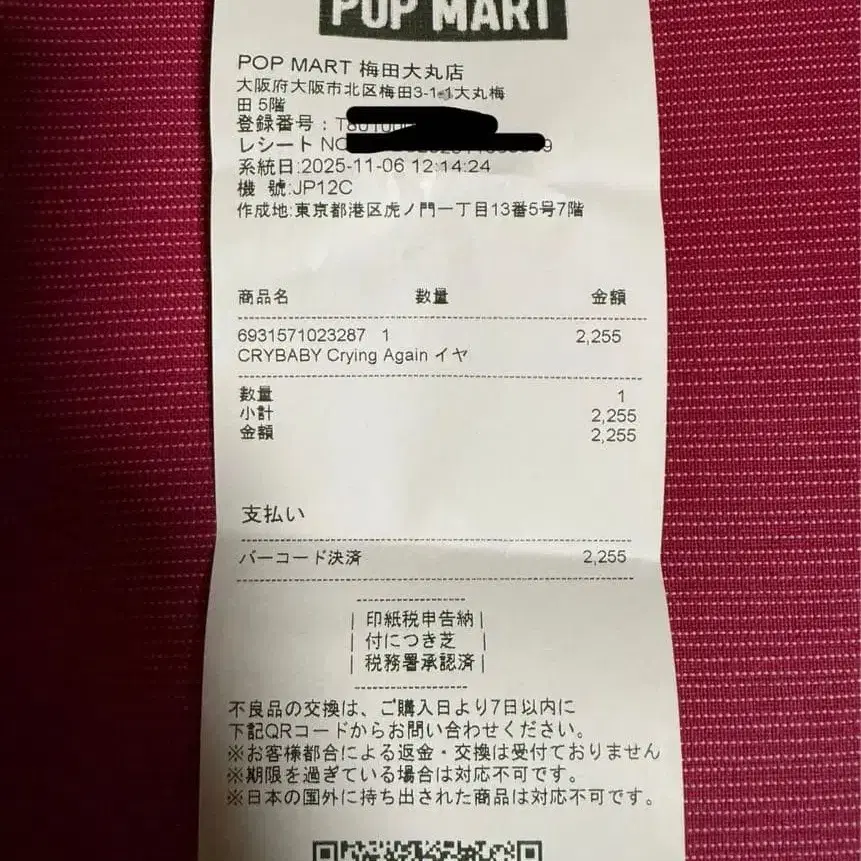 POP MART
POP MART 梅田大丸店
大阪府大阪市北区梅田3-1-1大丸梅
田 5階
登録番号:
レシート NO
系統日:2025-11-06 12:14:24
機 號:JP12C
作成地:東京都港区虎ノ門一丁目13番5号7階
商品名 数量 金額
6931571023287 1 2,255
CRYBABY Crying Again イヤ
数量 1
小計 2,255
金額 2,255
支払い
バーコード決済 2,255
印紙税申告納
付につき芝
税務署承認済
不良品の交換は、ご購入日より7日以内に
下記QRコードからお問い合わせください。
※お客様都合による返金・交換は受付ておりません
※期限を過ぎている場合は対応不可です。
※日本の国外に持ち出された商品は対応不可です。